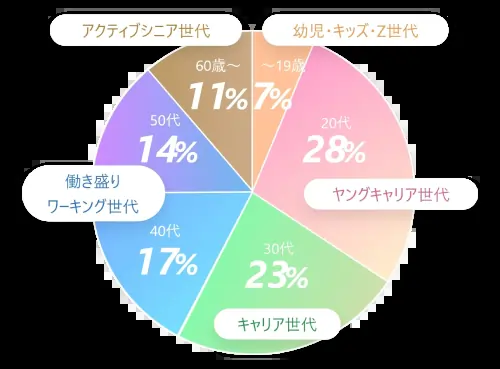 アクティブシニア世代
幼児・キッズ・Z世代
60歳～
11%
～19歳
7%
20代
28%
ヤングキャリア世代
50代
14%
働き盛り
ワーキング世代
40代
17%
30代
23%
キャリア世代